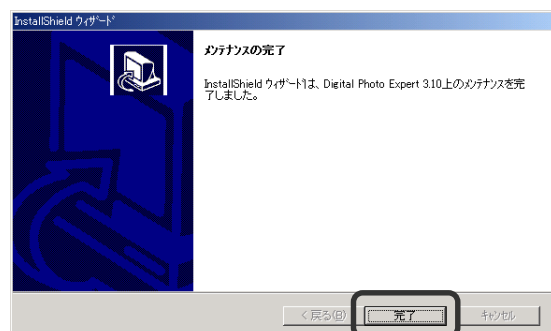 InstallShield ウィザード
メンテナンスの完了
InstallShield ウィザードは、Digital Photo Expert 3.10上のメンテナンスを完
了しました。
< 戻る(B)
完了
キャンセル